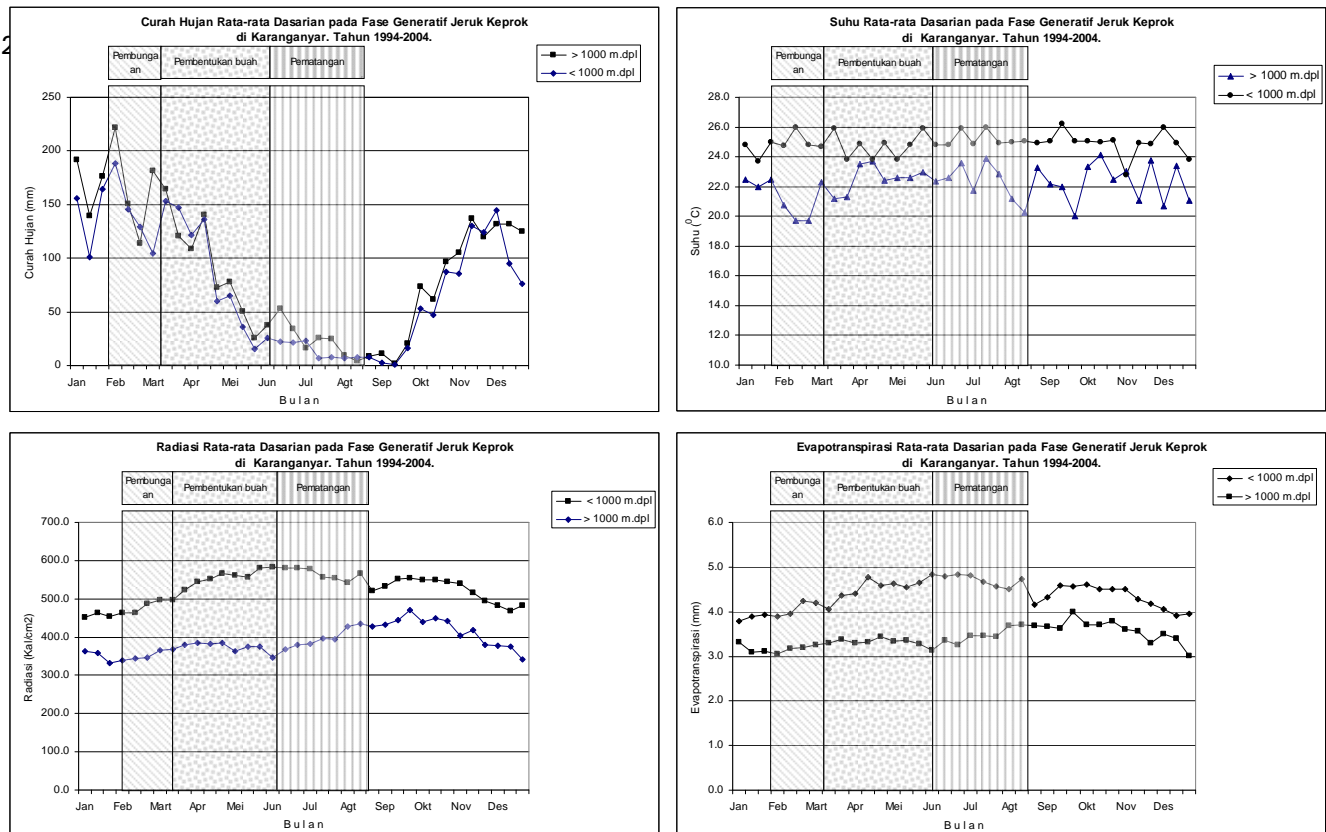 2
Curah Hujan Rata-rata Dasarian pada Fase Generatif Jeruk Keprok
di Karanganyar. Tahun 1994-2004.
Pembunga
an
Pembentukan buah
Pematangan
> 1000 m.dpl
< 1000 m.dpl
Curah Hujan (mm)
250
200
150
100
50
0
Jan Feb Mart Apr Mei Jun Jul Agt Sep Okt Nov Des
Bulan
Suhu Rata-rata Dasarian pada Fase Generatif Jeruk Keprok
di Karanganyar. Tahun 1994-2004.
Pembunga
an
Pembentukan buah
Pematangan
> 1000 m.dpl
< 1000 m.dpl
Suhu (⁰C)
28.0
26.0
24.0
22.0
20.0
18.0
16.0
14.0
12.0
10.0
Jan Feb Mart Apr Mei Jun Jul Agt Sep Okt Nov Des
Bulan
Radiasi Rata-rata Dasarian pada Fase Generatif Jeruk Keprok
di Karanganyar. Tahun 1994-2004.
Pembunga
an
Pembentukan buah
Pematangan
< 1000 m.dpl
> 1000 m.dpl
Radiasi (Kal/cm2)
700.0
600.0
500.0
400.0
300.0
200.0
100.0
0.0
Jan Feb Mart Apr Mei Jun Jul Agt Sep Okt Nov Des
Bulan
Evapotranspirasi Rata-rata Dasarian pada Fase Generatif Jeruk Keprok
di Karanganyar. Tahun 1994-2004.
Pembunga
an
Pembentukan buah
Pematangan
< 1000 m.dpl
> 1000 m.dpl
Evapotranspirasi (mm)
6.0
5.0
4.0
3.0
2.0
1.0
0.0
Jan Feb Mart Apr Mei Jun Jul Agt Sep Okt Nov Des
Bulan